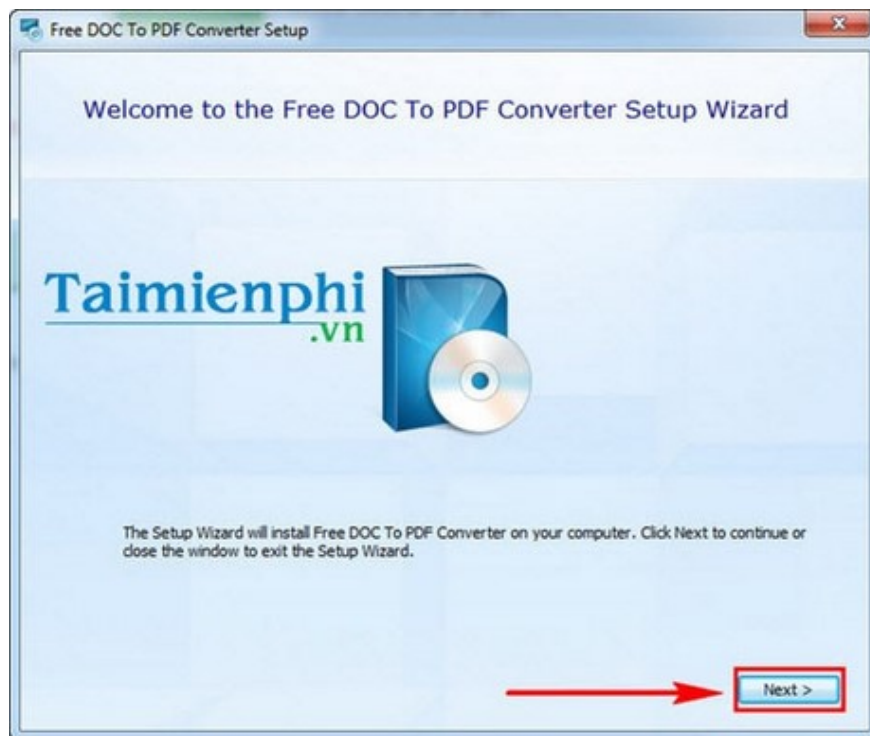 Free DOC To PDF Converter Setup
Welcome to the Free DOC To PDF Converter Setup Wizard
Taimienphi
.vn
The Setup Wizard will install Free DOC To PDF Converter on your computer. Click Next to continue or
close the window to exit the Setup Wizard.
Next >